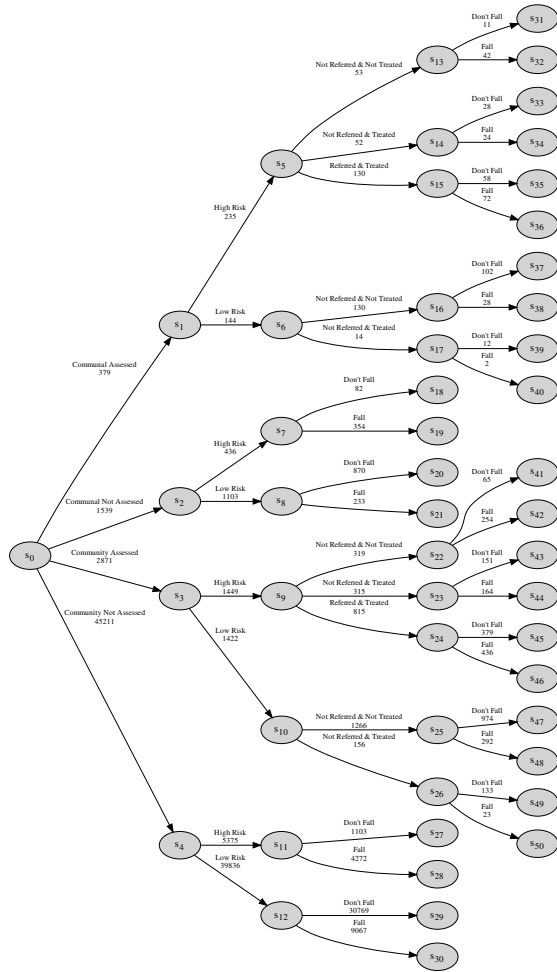 Don't Fall
11
s31
Fall
42
s32
s13
Not Referred & Not Treated
53
Don't Fall
28
s33
Not Referred & Treated
52
s14
Fall
24
s34
s5
Referred & Treated
130
s15
Don't Fall
58
s35
Fall
72
s36
High Risk
235
Don't Fall
102
s37
Not Referred & Not Treated
130
s16
Fall
28
s38
s1
Low Risk
144
s6
Not Referred & Treated
14
s17
Don't Fall
12
s39
Fall
2
s40
Communal Assessed
379
Don't Fall
82
s18
High Risk
436
s7
Fall
354
s19
Don't Fall
870
s20
Communal Not Assessed
1539
s2
Low Risk
1103
s8
Fall
233
s21
Don't Fall
65
s41
Fall
254
s42
Not Referred & Not Treated
319
s22
s0
Community Assessed
2871
Don't Fall
151
s43
s3
High Risk
1449
s9
Not Referred & Treated
315
s23
Fall
164
s44
Referred & Treated
815
s24
Don't Fall
379
s45
Fall
436
s46
Community Not Assessed
45211
Low Risk
1422
Not Referred & Not Treated
1266
s10
s25
Don't Fall
974
s47
Fall
292
s48
Not Referred & Treated
156
s26
Don't Fall
133
s49
Fall
23
s50
Don't Fall
1103
s27
s4
High Risk
5375
s11
Fall
4272
s28
Low Risk
39836
s12
Don't Fall
30769
s29
Fall
9067
s30